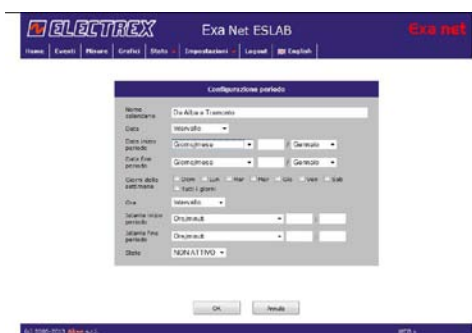 ELECTREX
Exa Net ESLAB
Exa net
Home Eventi Misure Grafici Stato Impostazioni Logout English
Configurazione periodo
Nome calendario Da Alba a Tramonto
Data Intervallo
Data inizio periodo Giorno/mese / Gennaio
Data fine periodo Giorno/mese / Gennaio
Giorni della settimana Dom Lun Mar Mer Gio Ven Sab
Tutti i giorni
Ora Intervallo
Istante inizio periodo Ore/minuti :
Istante fine periodo Ore/minuti :
Stato NON ATTIVO
OK Annulla